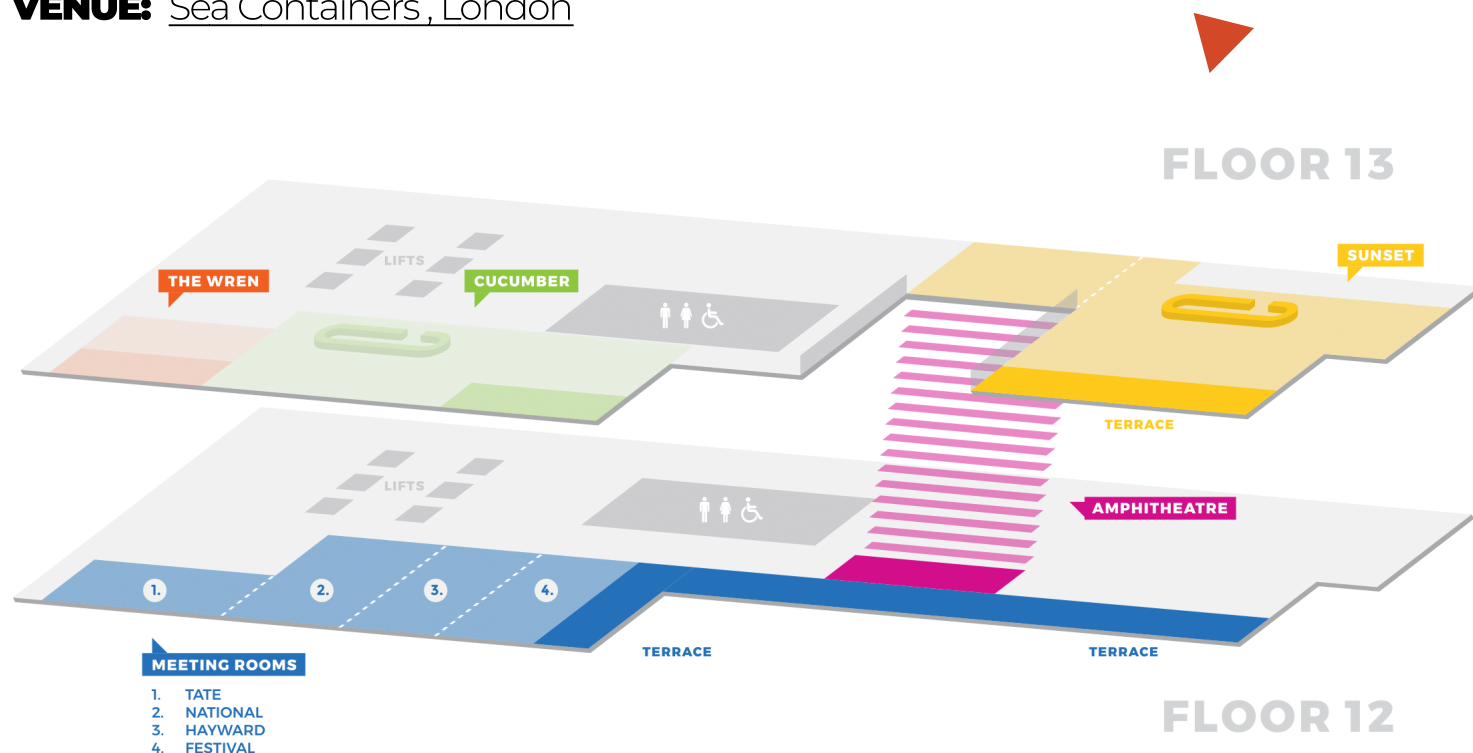 VENUE: Sea Containers , London
FLOOR 13
SUNSET
LIFTS
THE WREN
CUCUMBER
TERRACE
LIFTS
AMPHITHEATRE
1.
2.
3.
4.
TERRACE
TERRACE
MEETING ROOMS
1. TATE
2. NATIONAL
3. HAYWARD
4. FESTIVAL
FLOOR 12